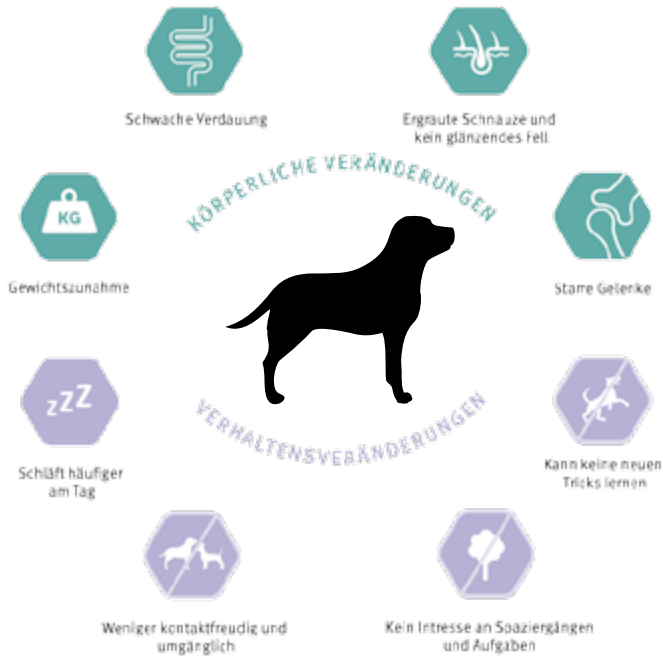 Schwache Verdauung
Ergraute Schnauze und
kein glänzendes Fell
KÖRPERLICHE VERÄNDERUNGEN
KG
Gewichtszunahme
Starre Gelenke
zZZ
VERHALTENSVERÄNDERUNGEN
Schläft häufiger
am Tag
Kann keine neuen
Tricks lernen
Weniger kontaktfreudig und
umgänglich
Kein Intresse an Spaziergängen
und Aufgaben